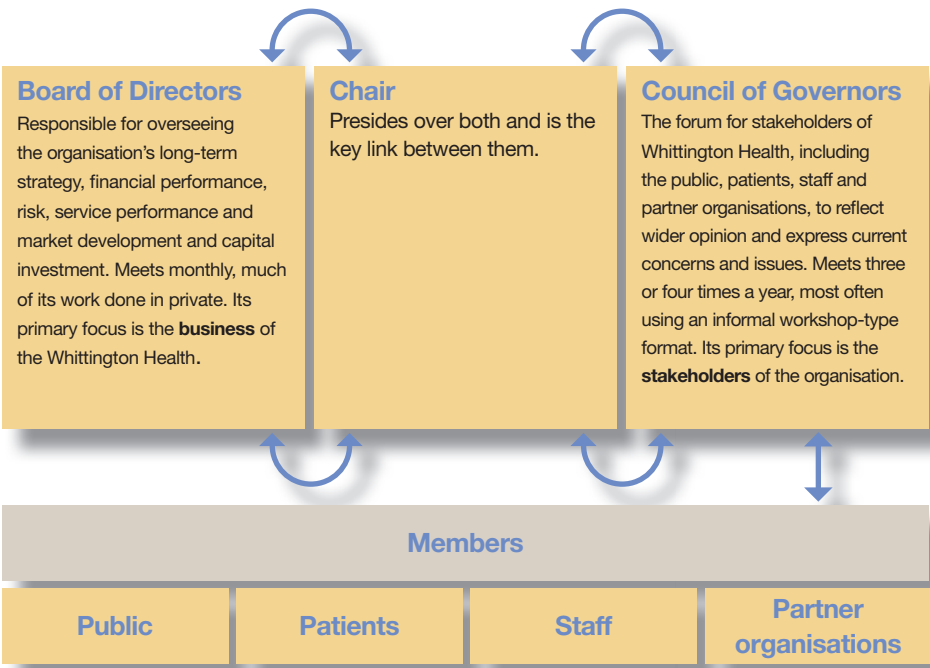 Board of Directors
Responsible for overseeing
the organisation's long-term
strategy, financial performance,
risk, service performance and
market development and capital
investment. Meets monthly, much
of its work done in private. Its
primary focus is the business of
the Whittington Health.
Chair
Presides over both and is the
key link between them.
Council of Governors
The forum for stakeholders of
Whittington Health, including
the public, patients, staff and
partner organisations, to reflect
wider opinion and express current
concerns and issues. Meets three
or four times a year, most often
using an informal workshop-type
format. Its primary focus is the
stakeholders of the organisation.
Members
Public
Patients
Staff
Partner
organisations